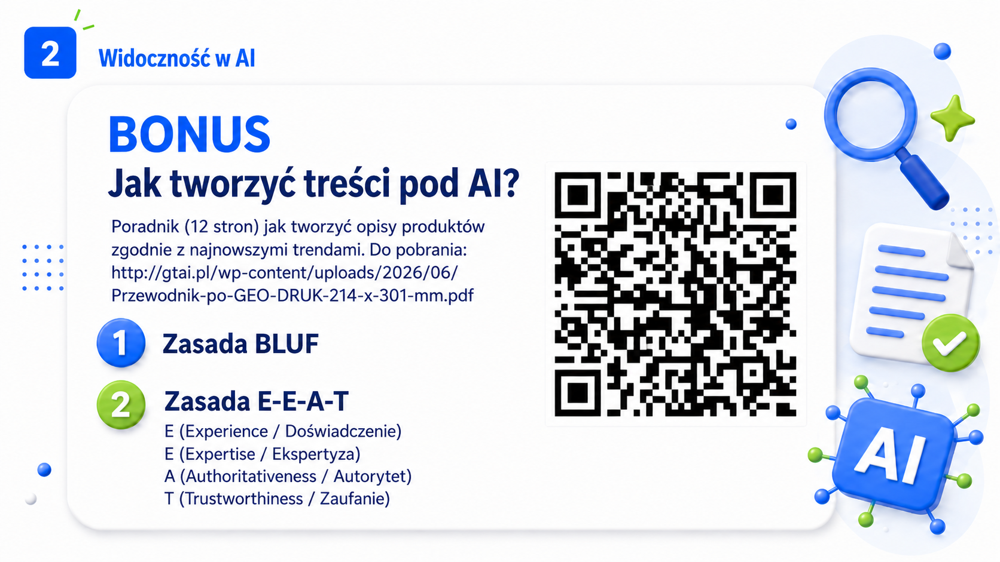 2
Widoczność w AI
BONUS
Jak tworzyć treści pod AI?
Poradnik (12 stron) jak tworzyć opisy produktów
zgodnie z najnowszymi trendami. Do pobrania:
http://gtai.pl/wp-content/uploads/2026/06/
Przewodnik-po-GEO-DRUK-214-x-301-mm.pdf
1
Zasada BLUF
2
Zasada E-E-A-T
E (Experience / Doświadczenie)
E (Expertise / Ekspertyza)
A (Authoritativeness / Autorytet)
T (Trustworthiness / Zaufanie)
AI